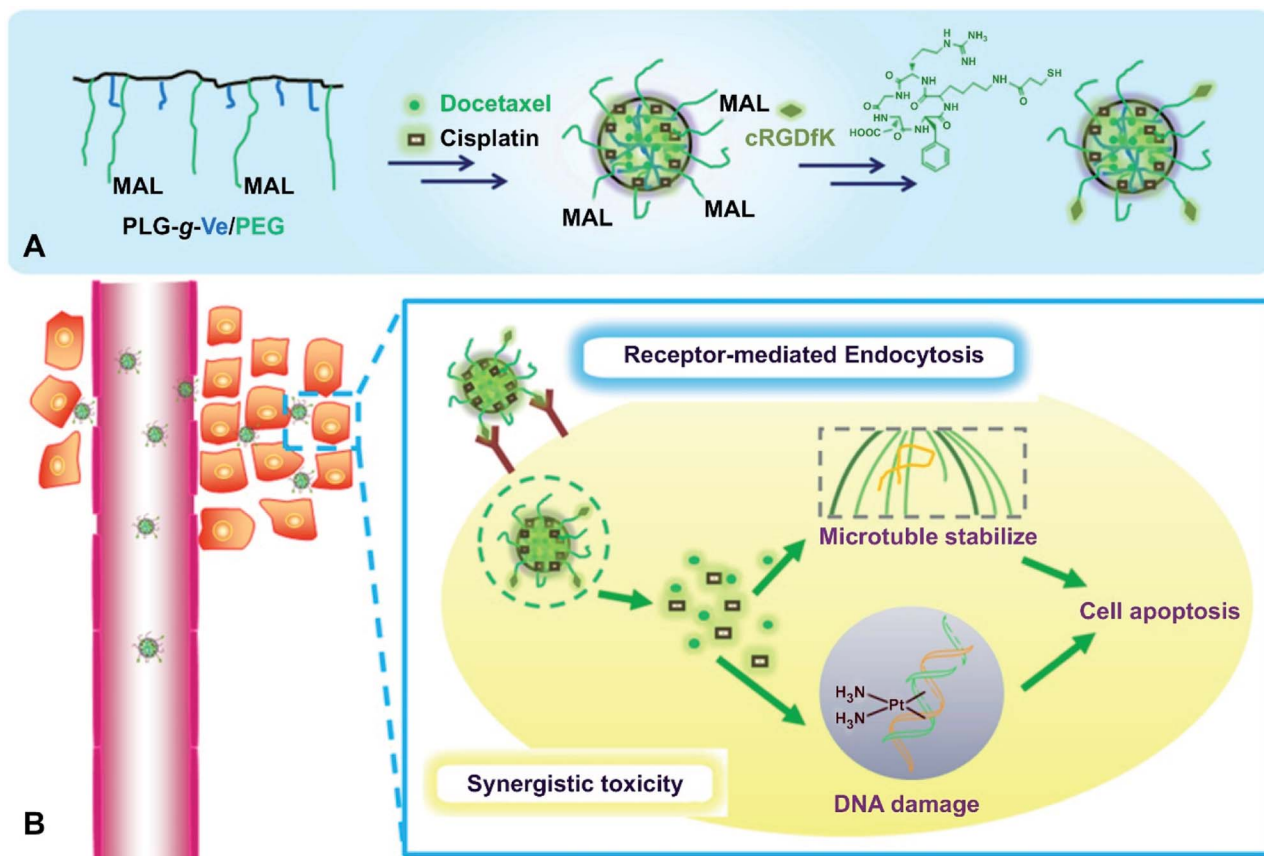 MAL
MAL
PLG-g-Ve/PEG
Docetaxel
Cisplatin
MAL
MAL
MAL
cRGDfK
H
N
NH₂
NH
O
NH
HN
O
O
NH
HN
O
HOOC
O
NH
H
N
O
SH
A
Receptor-mediated Endocytosis
Microtuble stabilize
Cell apoptosis
H₃N
H₃N
Pt
DNA damage
Synergistic toxicity
B